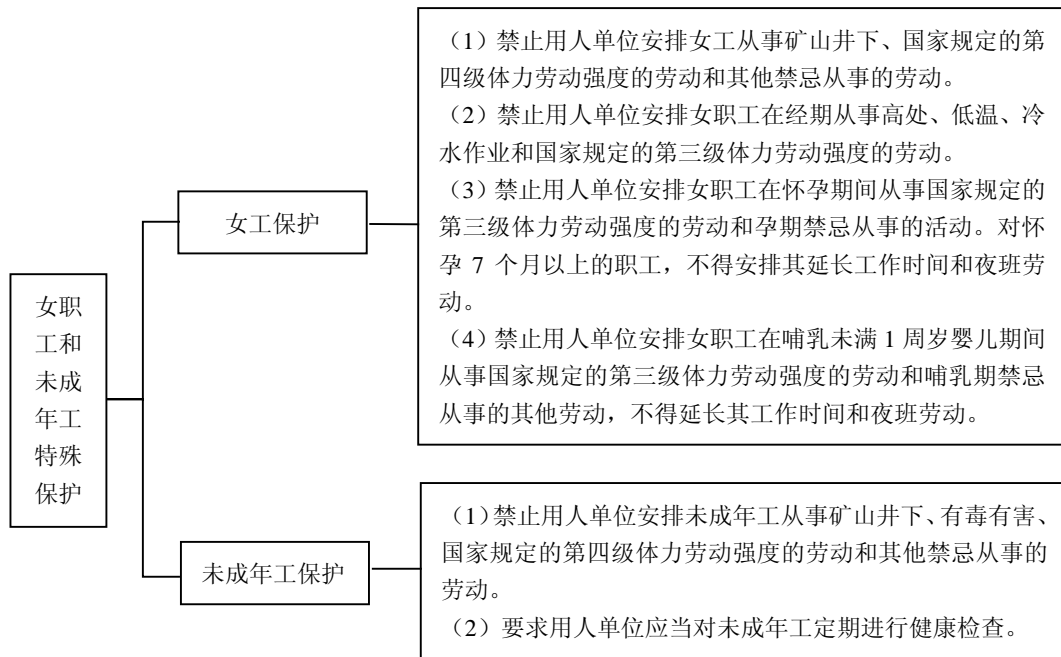 女职
工和
未成
年工
特殊
保护
女工保护
（1）禁止用人单位安排女工从事矿山井下、国家规定的
第四级体力劳动强度的劳动和其他禁忌从事的劳动。
（2）禁止用人单位安排女职工在经期从事高处、低温、冷
水作业和国家规定的第三级体力劳动强度的劳动。
（3）禁止用人单位安排女职工在怀孕期间从事国家规定的
第三级体力劳动强度的劳动和孕期禁忌从事的活动。对怀
孕 7 个月以上的职工，不得安排其延长工作时间和夜班劳
动。
（4）禁止用人单位安排女职工在哺乳未满 1 周岁婴儿期间
从事国家规定的第三级体力劳动强度的劳动和哺乳期禁忌
从事的其他劳动，不得延长其工作时间和夜班劳动。
未成年工保护
（1）禁止用人单位安排未成年工从事矿山井下、有毒有害、
国家规定的第四级体力劳动强度的劳动和其他禁忌从事的
劳动。
（2）要求用人单位应当对未成年工定期进行健康检查。